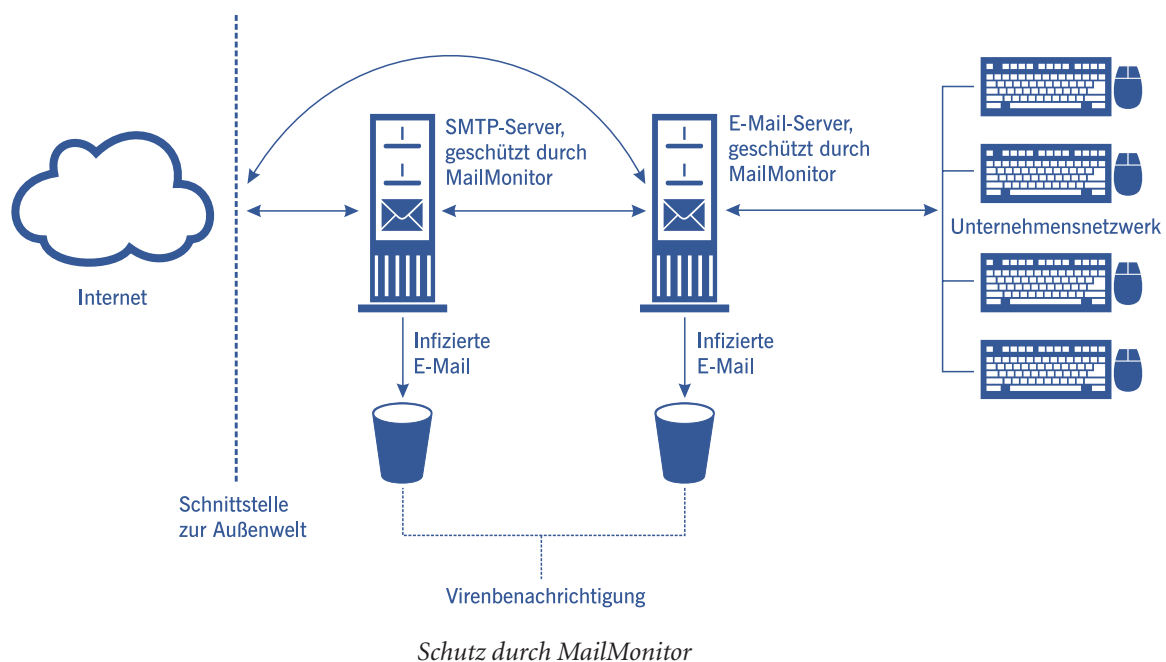 SMTP-Server,
geschützt durch
MailMonitor
E-Mail-Server,
geschützt durch
MailMonitor
Unternehmensnetzwerk
Internet
Infizierte
E-Mail
Infizierte
E-Mail
Schnittstelle
zur Außenwelt
Virenbenachrichtigung
Schutz durch MailMonitor